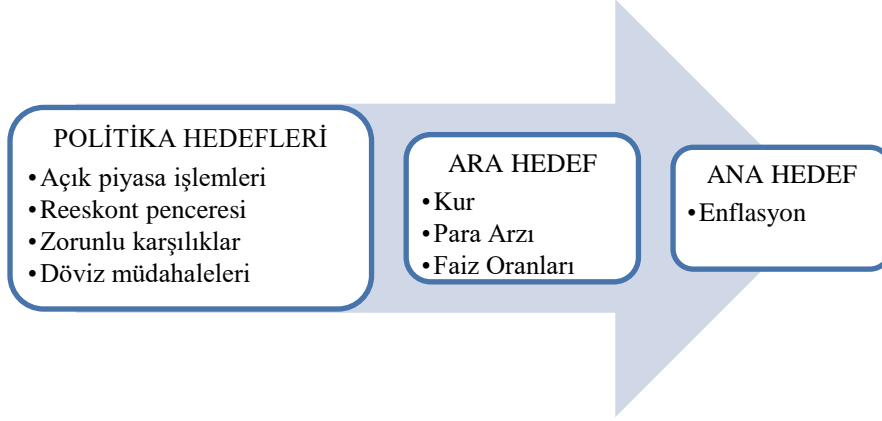 POLİTİKA HEDEFLERİ
•Açık piyasa işlemleri
•Reeskont penceresi
•Zorunlu karşılıklar
•Döviz müdahaleleri
ARA HEDEF
•Kur
•Para Arzı
•Faiz Oranları
ANA HEDEF
•Enflasyon